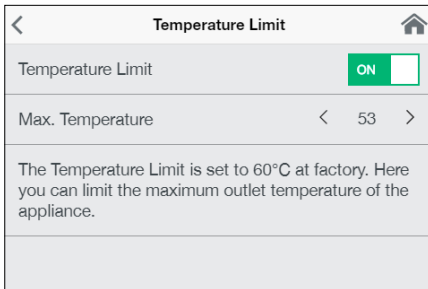 Temperature Limit
Temperature Limit ON
Max. Temperature < 53 >
The Temperature Limit is set to 60°C at factory. Here
you can limit the maximum outlet temperature of the
appliance.